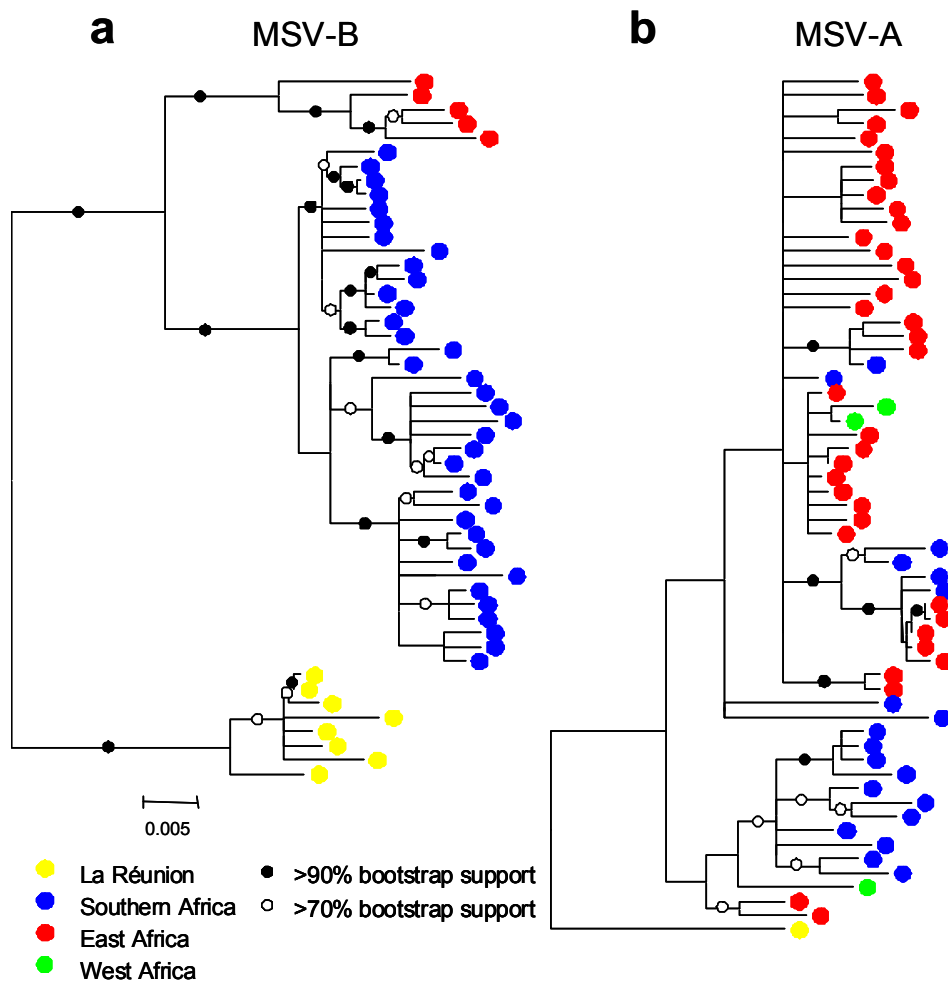 a MSV-B b MSV-A
0.005
La Réunion >90% bootstrap support
Southern Africa >70% bootstrap support
East Africa
West Africa